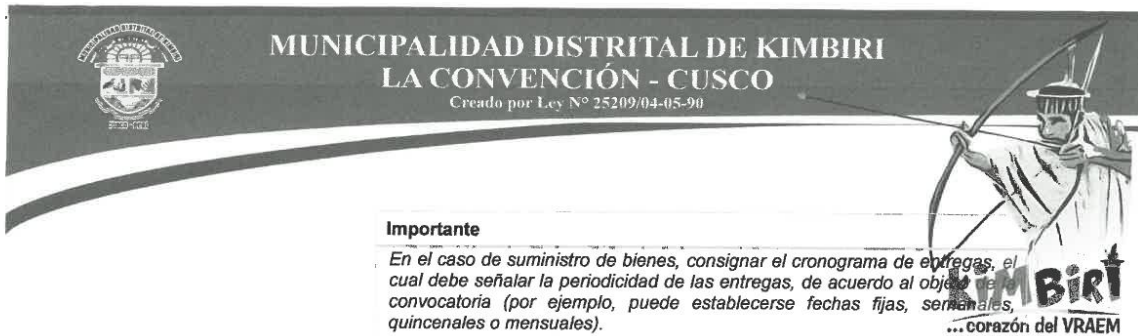 MUNICIPALIDAD DISTRITAL DE KIMBIRI
LA CONVENCIÓN - CUSCO
Creado por Ley Nº 25209/04-05-90
Importante
En el caso de suministro de bienes, consignar el cronograma de entregas, el
cual debe señalar la periodicidad de las entregas, de acuerdo al objeto de la
convocatoria (por ejemplo, puede establecerse fechas fijas, semanales,
quincenales o mensuales).
KiMBiRi
...corazón del VRAEM